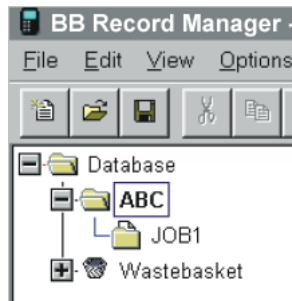 BB Record Manager -
File Edit View Options
Database
ABC
JOB1
Wastebasket